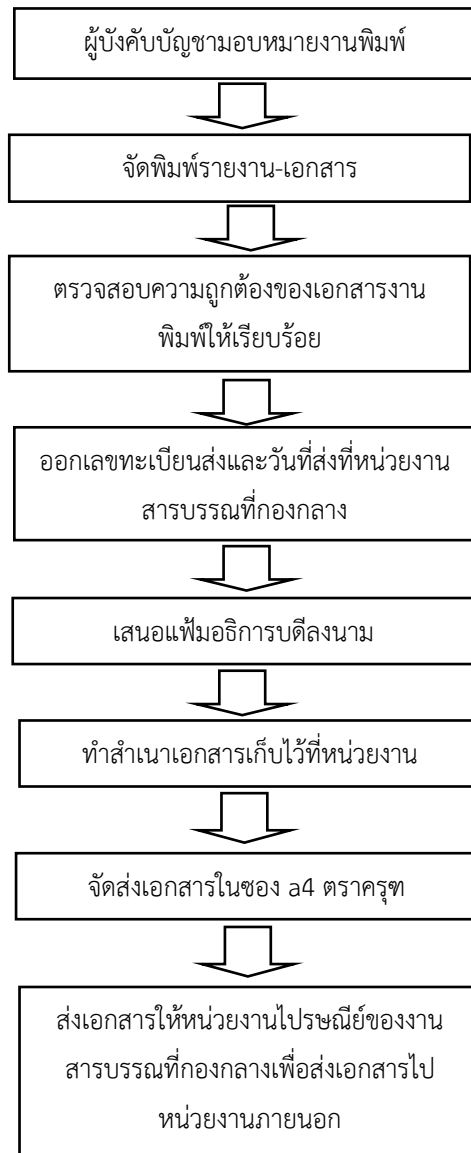 ผู้บังคับบัญชามอบหมายงานพิมพ์
จัดพิมพ์รายงาน-เอกสาร
ตรวจสอบความถูกต้องของเอกสารงาน
พิมพ์ให้เรียบร้อย
ออกเลขทะเบียนส่งและวันที่ส่งที่หน่วยงาน
สารบรรณที่กองกลาง
เสนอแฟ้มอธิการบดีลงนาม
ทำสำเนาเอกสารเก็บไว้ที่หน่วยงาน
จัดส่งเอกสารในซอง a4 ตราครุฑ
ส่งเอกสารให้หน่วยงานไปรษณีย์ของงาน
สารบรรณที่กองกลางเพื่อส่งเอกสารไป
หน่วยงานภายนอก